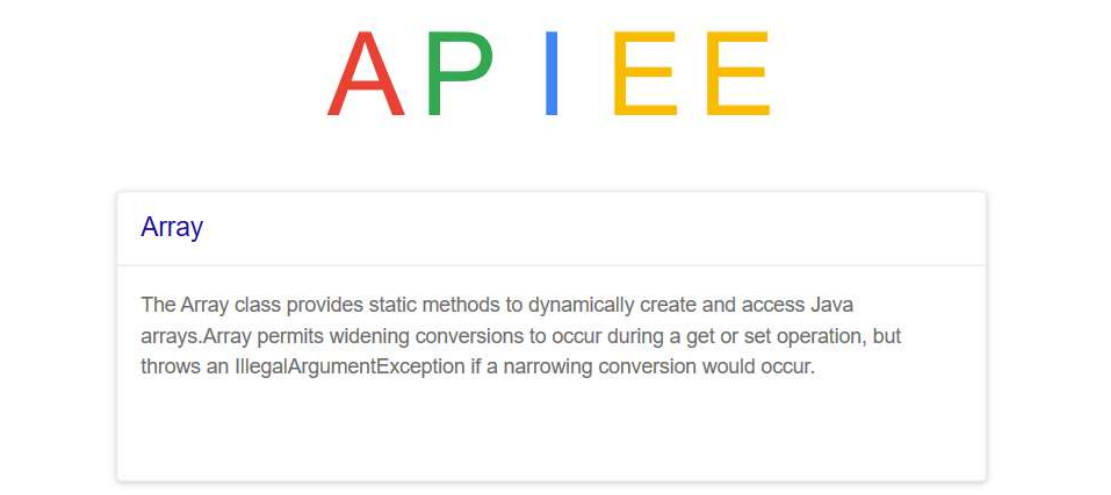 APIEE
Array
The Array class provides static methods to dynamically create and access Java
arrays.Array permits widening conversions to occur during a get or set operation, but
throws an IllegalArgumentException if a narrowing conversion would occur.